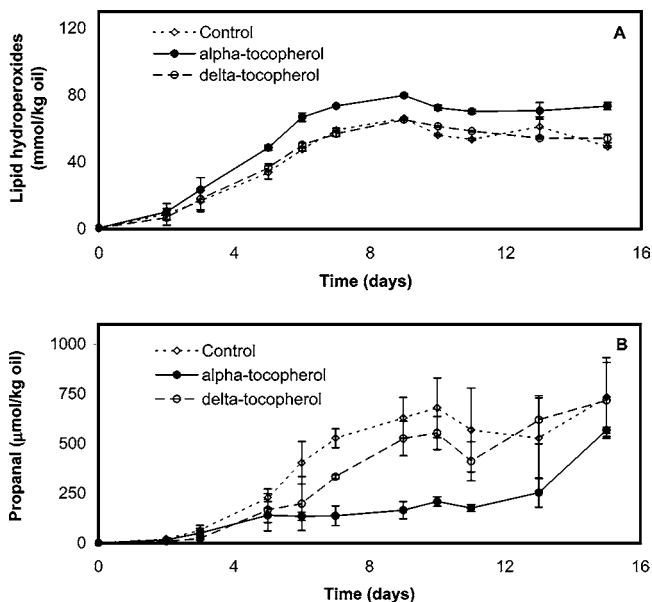 120
A
Control
alpha-tocopherol
delta-tocopherol
80
40
0
Lipid hydroperoxides
(mmol/kg oil)
0 4 8 12 16
Time (days)
1000
B
Control
alpha-tocopherol
delta-tocopherol
750
500
250
0
Propanal (μmol/kg oil)
0 4 8 12 16
Time (days)